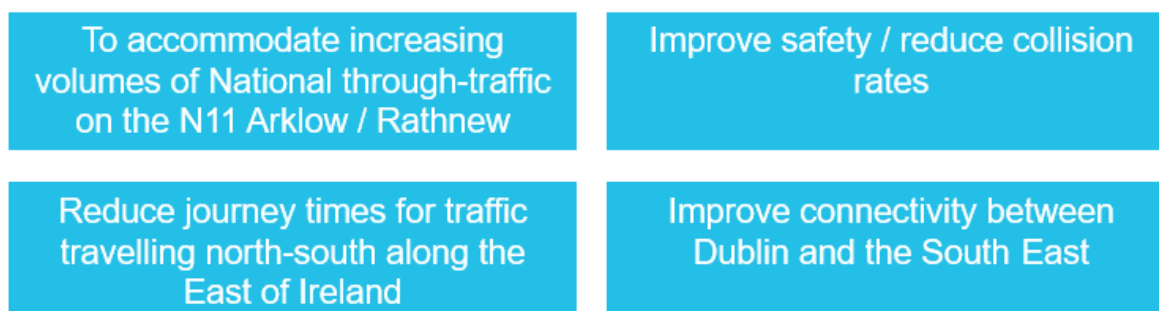 To accommodate increasing
volumes of National through-traffic
on the N11 Arklow / Rathnew
Improve safety / reduce collision
rates
Reduce journey times for traffic
travelling north-south along the
East of Ireland
Improve connectivity between
Dublin and the South East